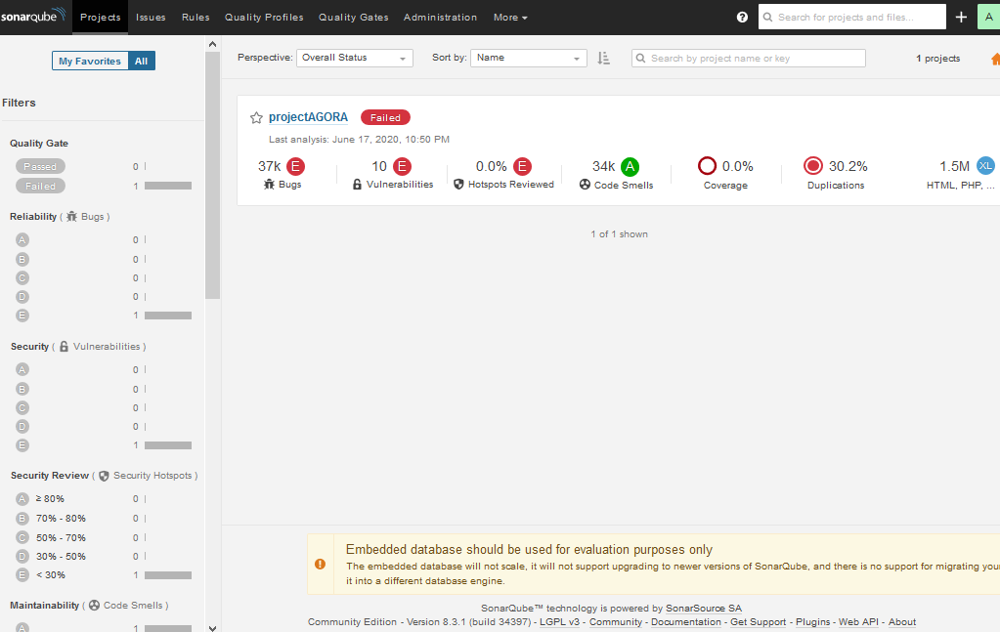 sonarqube Projects Issues Rules Quality Profiles Quality Gates Administration More ? Search for projects and files... + A
My Favorites All
Perspective: Overall Status Sort by: Name Search by project name or key 1 projects
Filters
Quality Gate
Passed 0
Failed 1
Reliability ( Bugs )
A 0
B 0
C 0
D 0
E 1
Security ( Vulnerabilities )
A 0
B 0
C 0
D 0
E 1
Security Review ( Security Hotspots )
A ≥ 80% 0
B 70% - 80% 0
C 50% - 70% 0
D 30% - 50% 0
E < 30% 1
Maintainability ( Code Smells )
A 1
projectAGORA Failed
Last analysis: June 17, 2020, 10:50 PM
37k E 10 E 0.0% E 34k A 0.0% 30.2% 1.5M XL
Bugs Vulnerabilities Hotspots Reviewed Code Smells Coverage Duplications HTML, PHP, ...
1 of 1 shown
Embedded database should be used for evaluation purposes only
The embedded database will not scale, it will not support upgrading to newer versions of SonarQube, and there is no support for migrating your
it into a different database engine.
SonarQube™ technology is powered by SonarSource SA
Community Edition - Version 8.3.1 (build 34397) - LGPL v3 - Community - Documentation - Get Support - Plugins - Web API - About